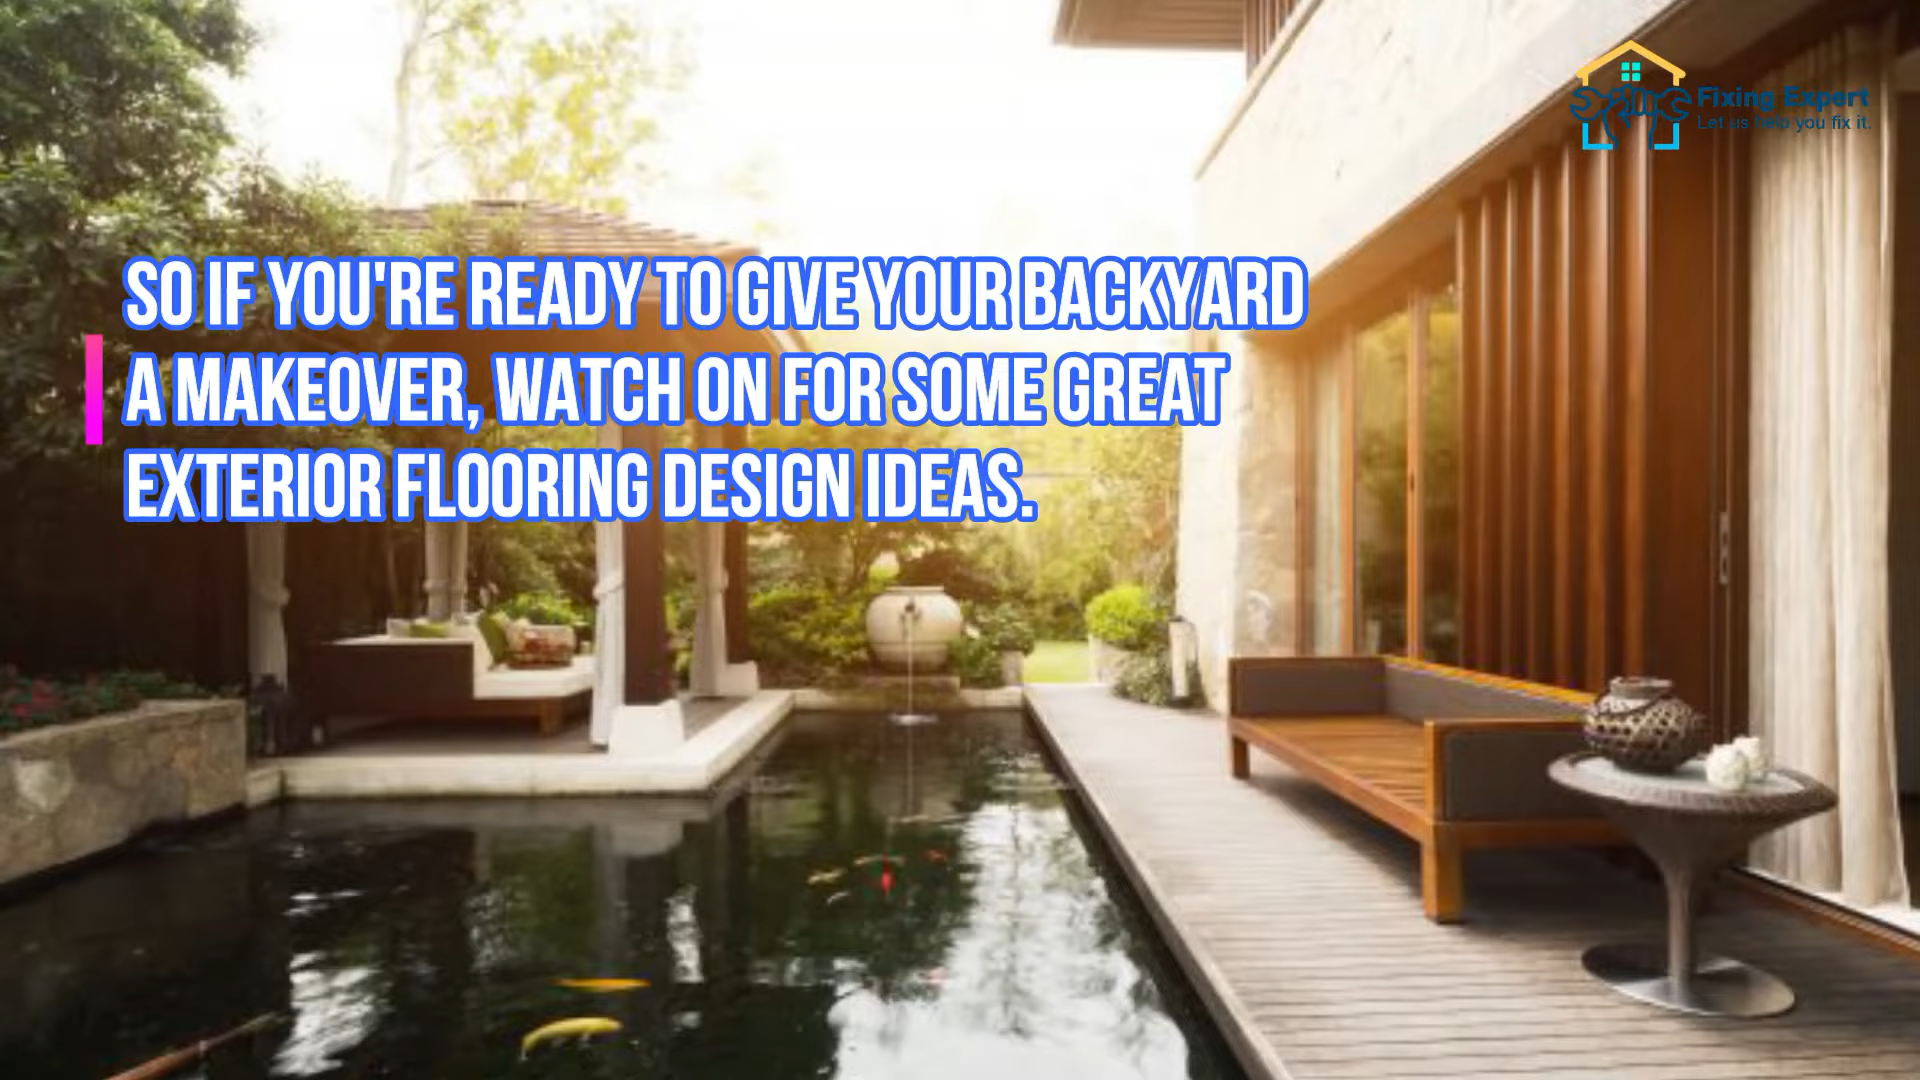 Fixing Expert
Let us help you fix it.
SO IF YOU'RE READY TO GIVE YOUR BACKYARD
A MAKEOVER, WATCH ON FOR SOME GREAT
EXTERIOR FLOORING DESIGN IDEAS.